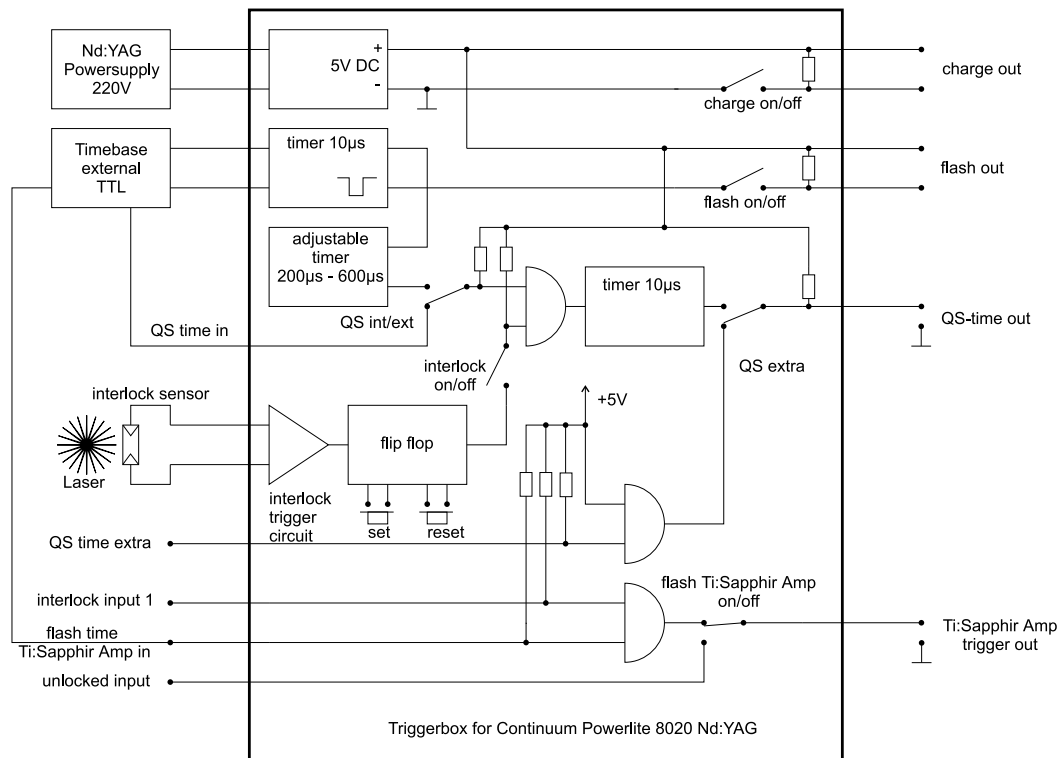 Nd:YAG
Powersupply
220V
+
5V DC
-
charge on/off
charge out
Timebase
external
TTL
timer 10µs
flash on/off
flash out
adjustable
timer
200µs - 600µs
QS int/ext
timer 10µs
QS time in
QS-time out
QS extra
interlock
on/off
+5V
interlock sensor
Laser
flip flop
interlock
trigger
circuit
set
reset
QS time extra
interlock input 1
flash time
Ti:Sapphir Amp in
unlocked input
flash Ti:Sapphir Amp
on/off
Ti:Sapphir Amp
trigger out
Triggerbox for Continuum Powerlite 8020 Nd:YAG